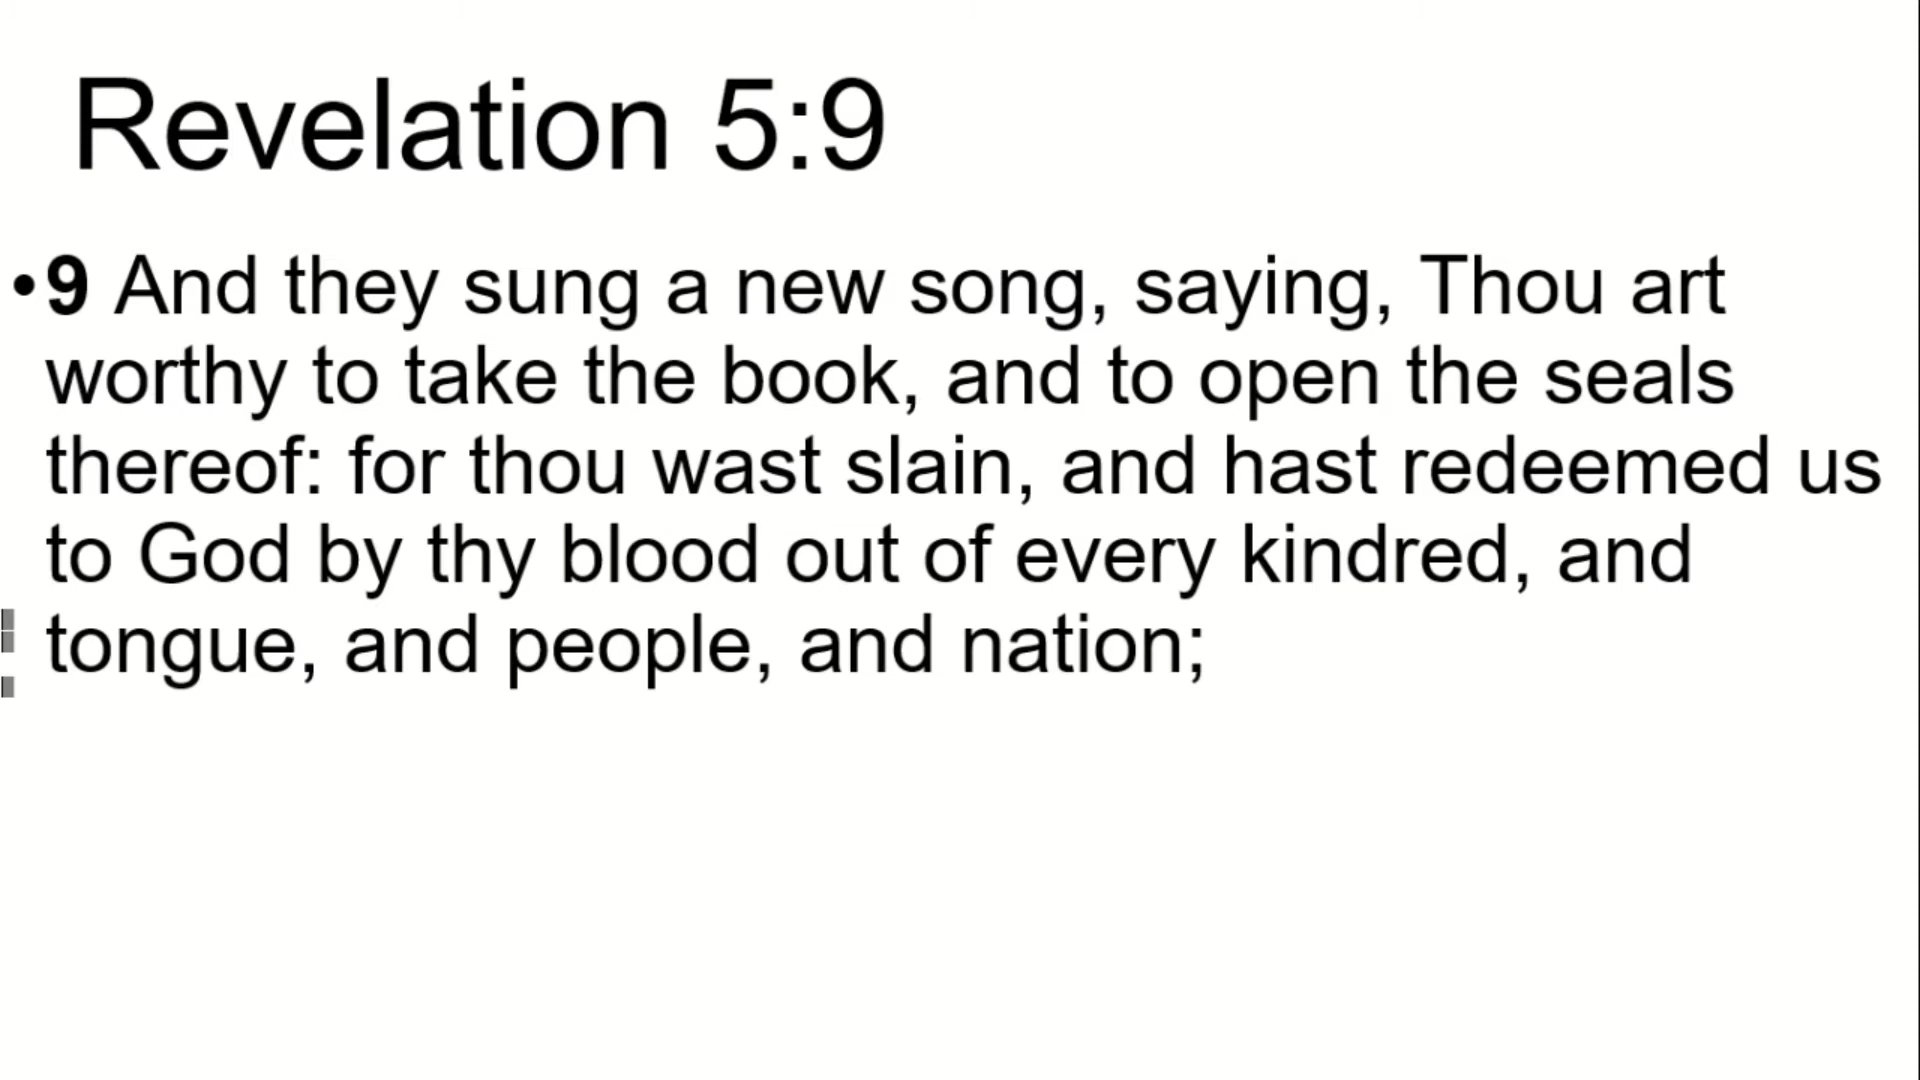 Revelation 5:9
•9 And they sung a new song, saying, Thou art
worthy to take the book, and to open the seals
thereof: for thou wast slain, and hast redeemed us
to God by thy blood out of every kindred, and
tongue, and people, and nation;